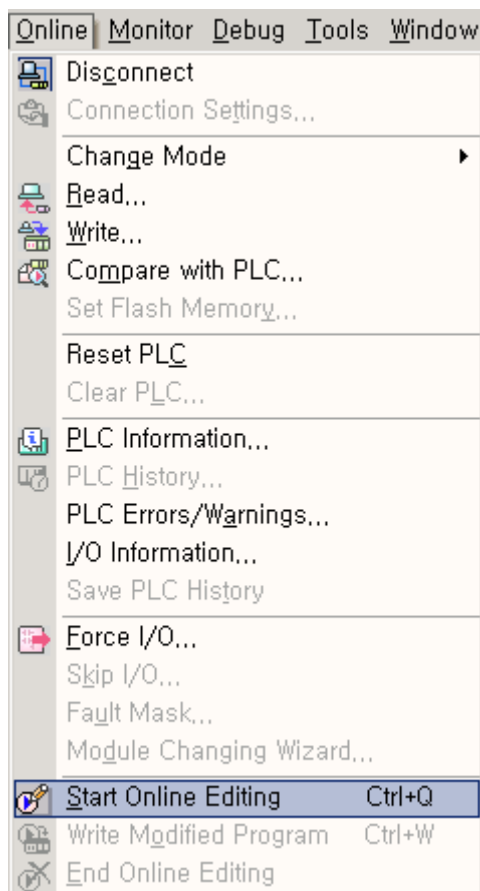 Online Monitor Debug Tools Window
Disconnect
Connection Settings...
Change Mode
Read...
Write...
Compare with PLC...
Set Flash Memory...
Reset PLC
Clear PLC...
PLC Information...
PLC History...
PLC Errors/Warnings...
I/O Information...
Save PLC History
Force I/O...
Skip I/O...
Fault Mask...
Module Changing Wizard...
Start Online Editing Ctrl+Q
Write Modified Program Ctrl+W
End Online Editing